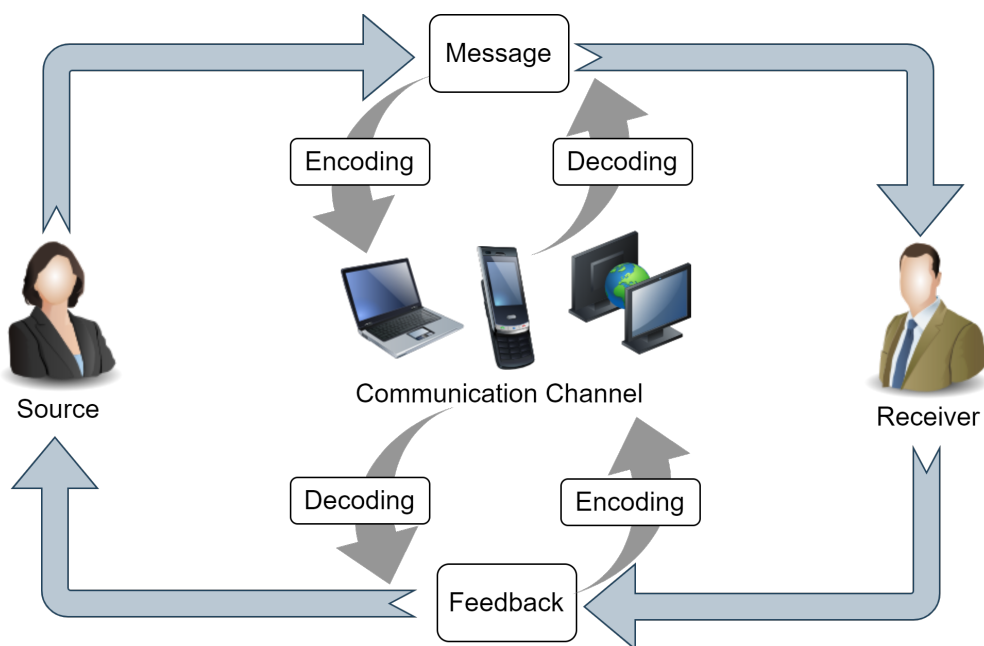 Message
Encoding
Decoding
Communication Channel
Source
Receiver
Decoding
Encoding
Feedback